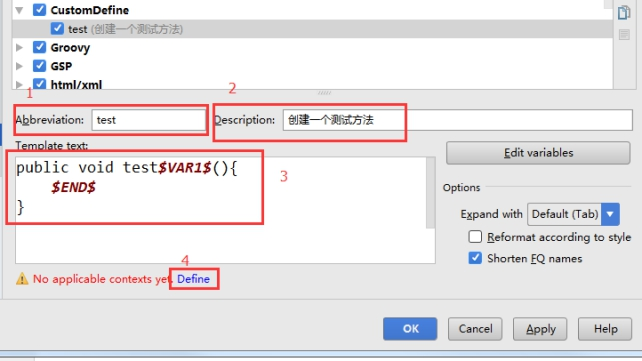 CustomDefine
test (创建一个测试方法)
Groovy
GSP
html/xml
1
2
Abbreviation: test
Description: 创建一个测试方法
Template text:
public void test$VAR1$(){
$END$
}
3
Edit variables
Options
Expand with Default (Tab)
Reformat according to style
Shorten FQ names
4
No applicable contexts yet. Define
OK
Cancel
Apply
Help